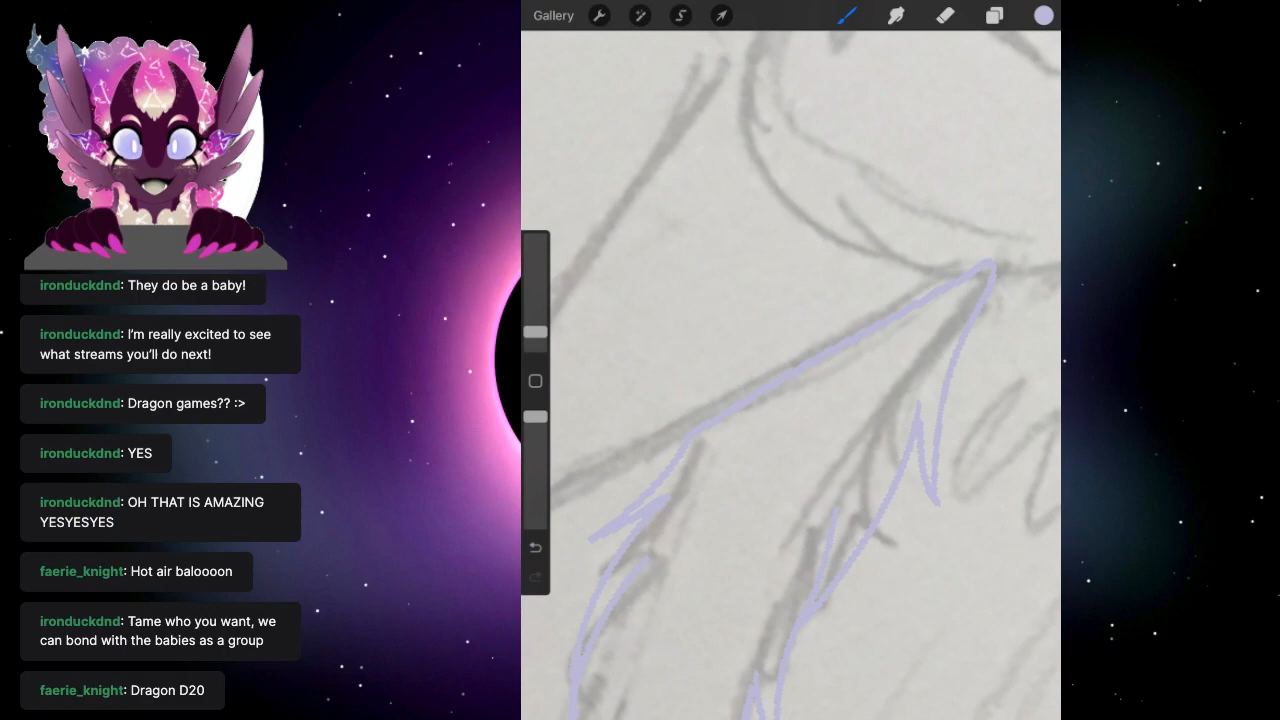 Gallery
ironduckdnd: They do be a baby!
ironduckdnd: I'm really excited to see
what streams you'll do next!
ironduckdnd: Dragon games?? :>
ironduckdnd: YES
ironduckdnd: OH THAT IS AMAZING
YESYESYES
faerie_knight: Hot air baloooon
ironduckdnd: Tame who you want, we
can bond with the babies as a group
faerie_knight: Dragon D20